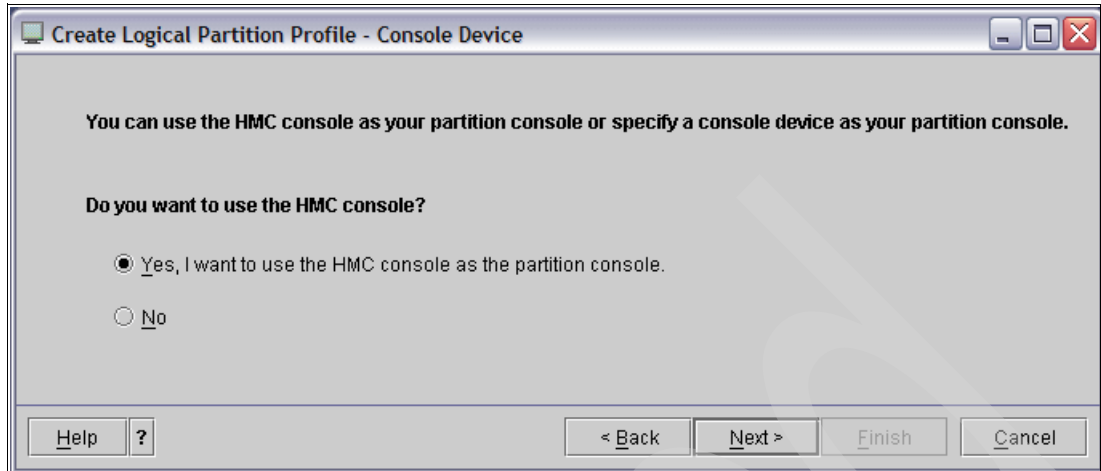 Create Logical Partition Profile - Console Device
You can use the HMC console as your partition console or specify a console device as your partition console.
Do you want to use the HMC console?
Yes, I want to use the HMC console as the partition console.
No
Help ? < Back Next > Finish Cancel